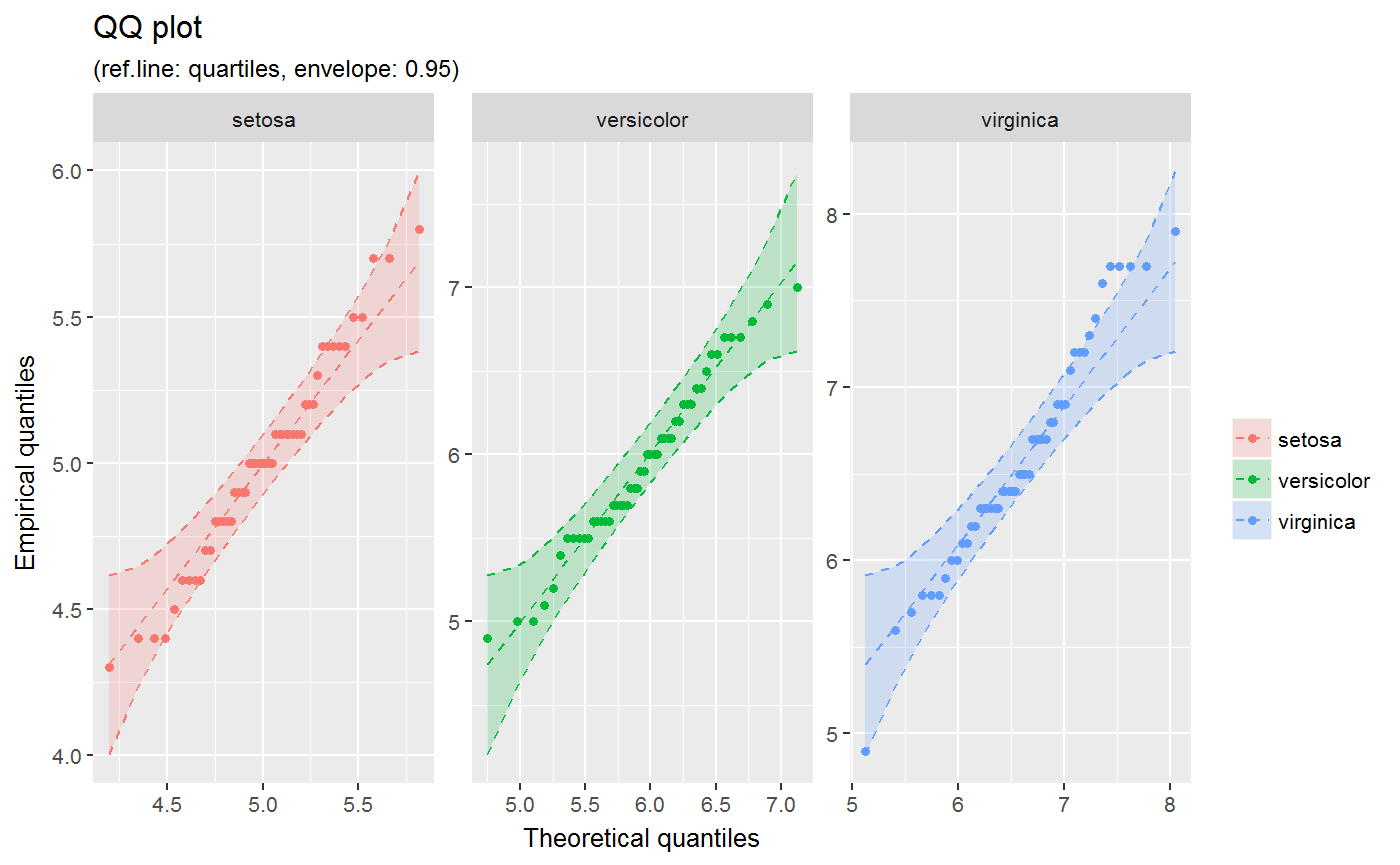 QQ plot
(ref.line: quartiles, envelope: 0.95)
setosa
versicolor
virginica
Empirical quantiles
6.0
5.5
5.0
4.5
4.0
4.5
5.0
5.5
7
6
5
5.0
5.5
6.0
6.5
7.0
8
7
6
5
5
6
7
8
Theoretical quantiles
setosa
versicolor
virginica